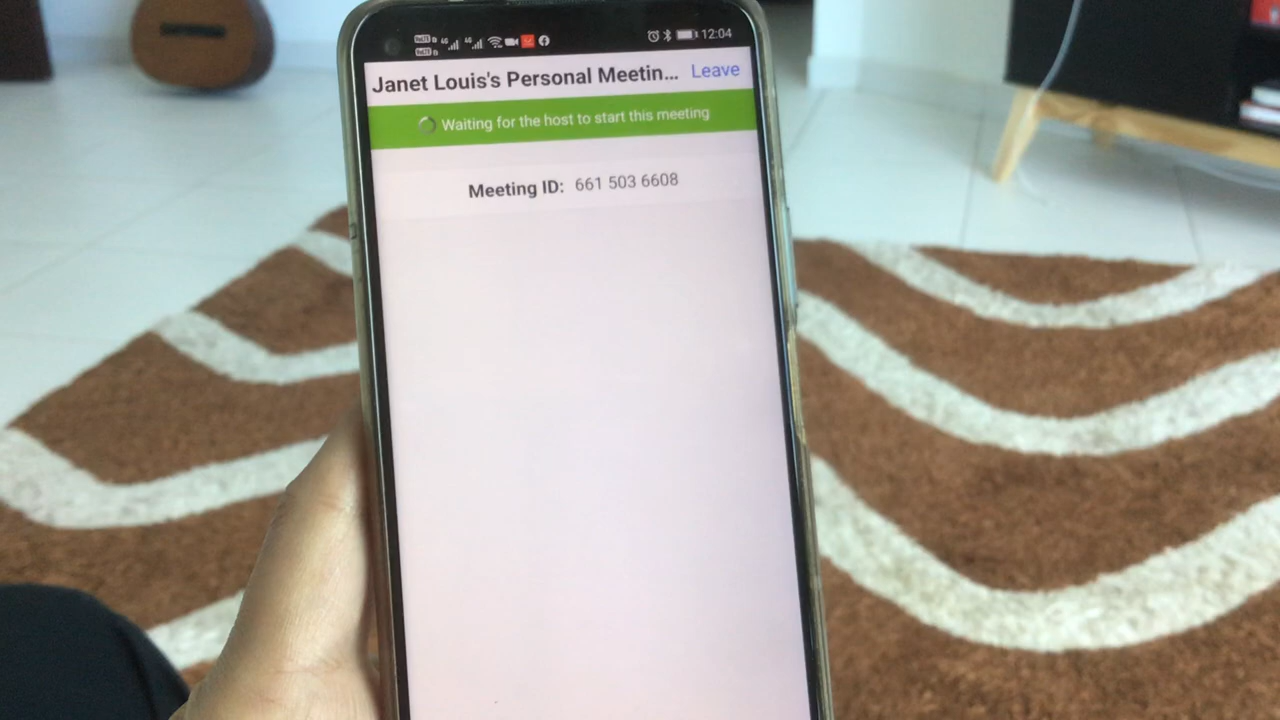 12:04
Janet Louis's Personal Meetin... Leave
Waiting for the host to start this meeting
Meeting ID: 661 503 6608